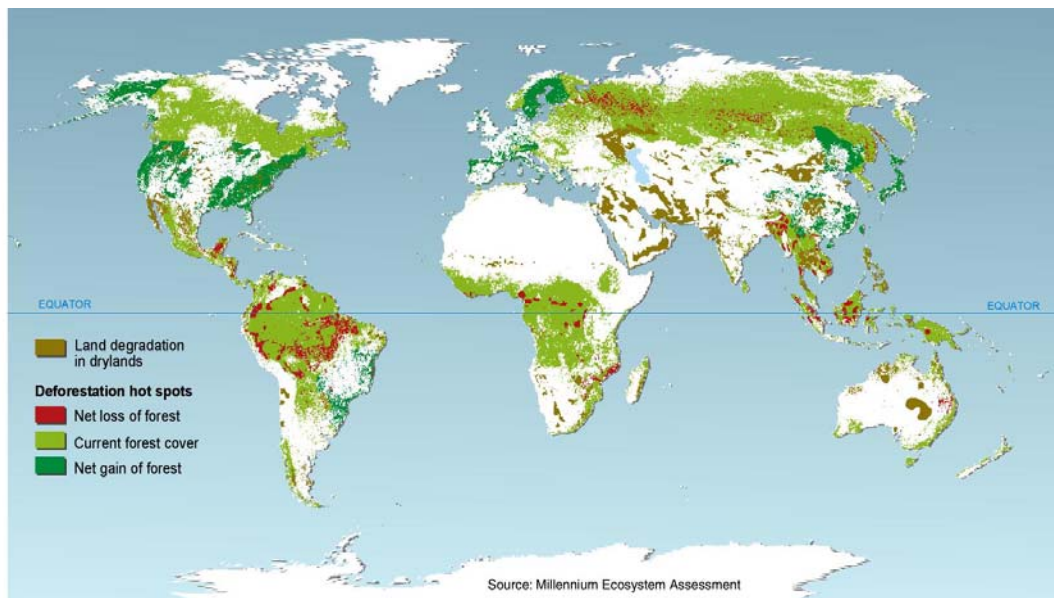 EQUATOR
EQUATOR
Land degradation
in drylands
Deforestation hot spots
Net loss of forest
Current forest cover
Net gain of forest
Source: Millennium Ecosystem Assessment